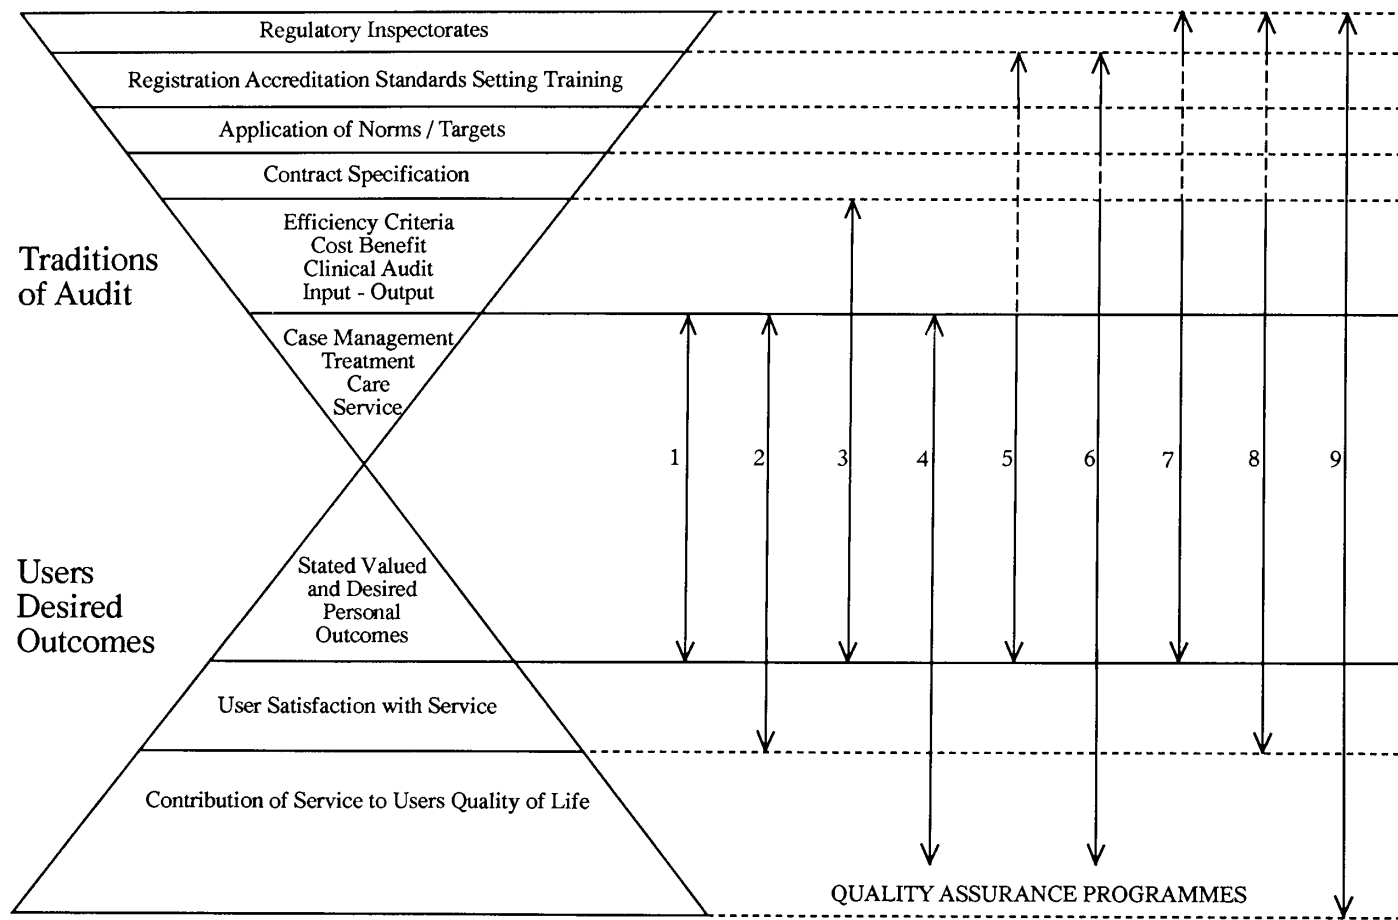 Regulatory Inspectorates
Registration Accreditation Standards Setting Training
Application of Norms / Targets
Contract Specification
Efficiency Criteria
Cost Benefit
Clinical Audit
Input - Output
Traditions
of Audit
Case Management
Treatment
Care
Service
1 2 3 4 5 6 7 8 9
Users
Desired
Outcomes
Stated Valued
and Desired
Personal
Outcomes
User Satisfaction with Service
Contribution of Service to Users Quality of Life
QUALITY ASSURANCE PROGRAMMES